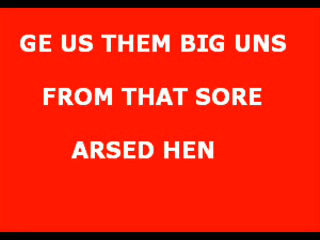 GE US THEM BIG UNS
FROM THAT SORE
ARSED HEN